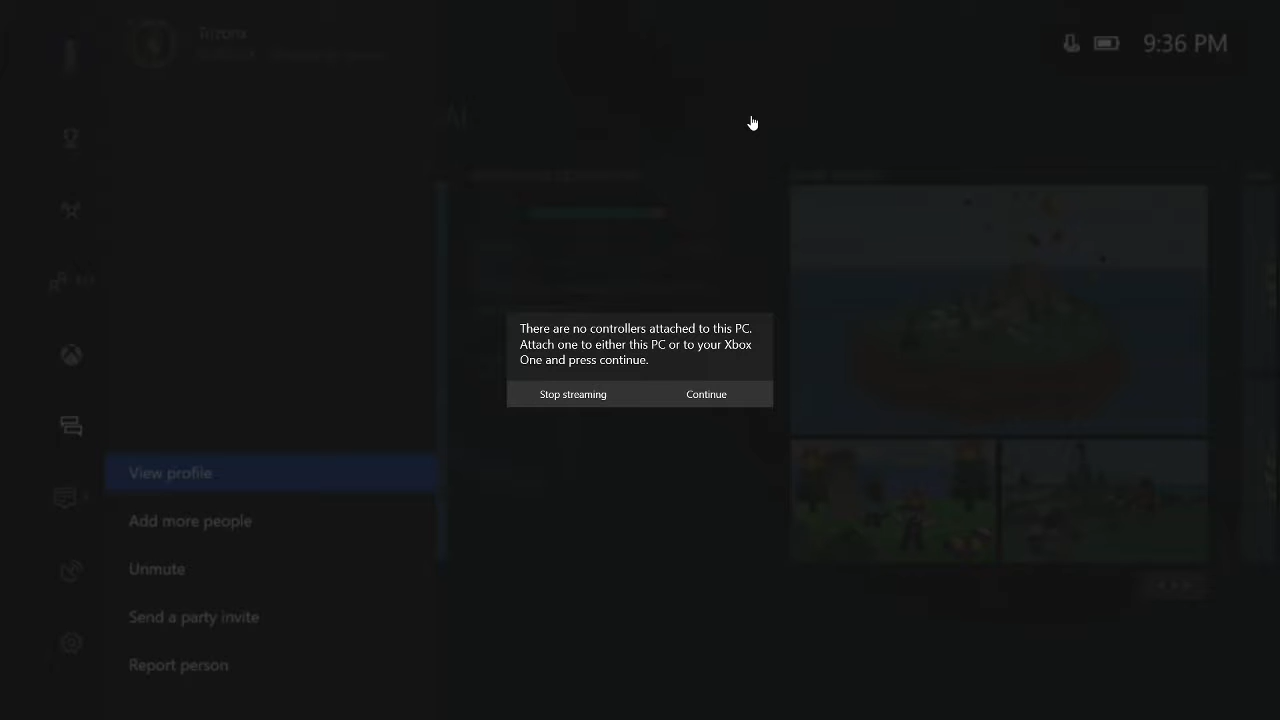 9:36 PM
There are no controllers attached to this PC.
Attach one to either this PC or to your Xbox
One and press continue.
Stop streaming
Continue
View profile
Add more people
Unmute
Send a party invite
Report person